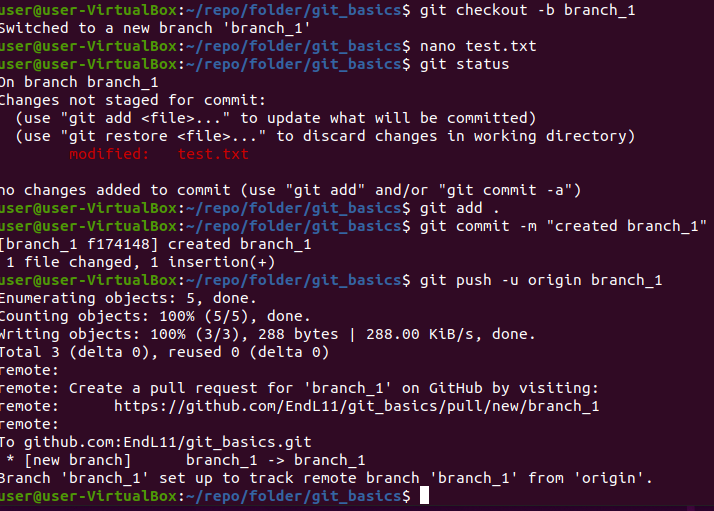 user@user-VirtualBox:~/repo/folder/git_basics$ git checkout -b branch_1
Switched to a new branch 'branch_1'
user@user-VirtualBox:~/repo/folder/git_basics$ nano test.txt
user@user-VirtualBox:~/repo/folder/git_basics$ git status
On branch branch_1
Changes not staged for commit:
  (use "git add <file>..." to update what will be committed)
  (use "git restore <file>..." to discard changes in working directory)
        modified:   test.txt

no changes added to commit (use "git add" and/or "git commit -a")
user@user-VirtualBox:~/repo/folder/git_basics$ git add .
user@user-VirtualBox:~/repo/folder/git_basics$ git commit -m "created branch_1"
[branch_1 f174148] created branch_1
 1 file changed, 1 insertion(+)
user@user-VirtualBox:~/repo/folder/git_basics$ git push -u origin branch_1
Enumerating objects: 5, done.
Counting objects: 100% (5/5), done.
Writing objects: 100% (3/3), 288 bytes | 288.00 KiB/s, done.
Total 3 (delta 0), reused 0 (delta 0)
remote:
remote: Create a pull request for 'branch_1' on GitHub by visiting:
remote:      https://github.com/EndL11/git_basics/pull/new/branch_1
remote:
To github.com:EndL11/git_basics.git
 * [new branch]      branch_1 -> branch_1
Branch 'branch_1' set up to track remote branch 'branch_1' from 'origin'.
user@user-VirtualBox:~/repo/folder/git_basics$